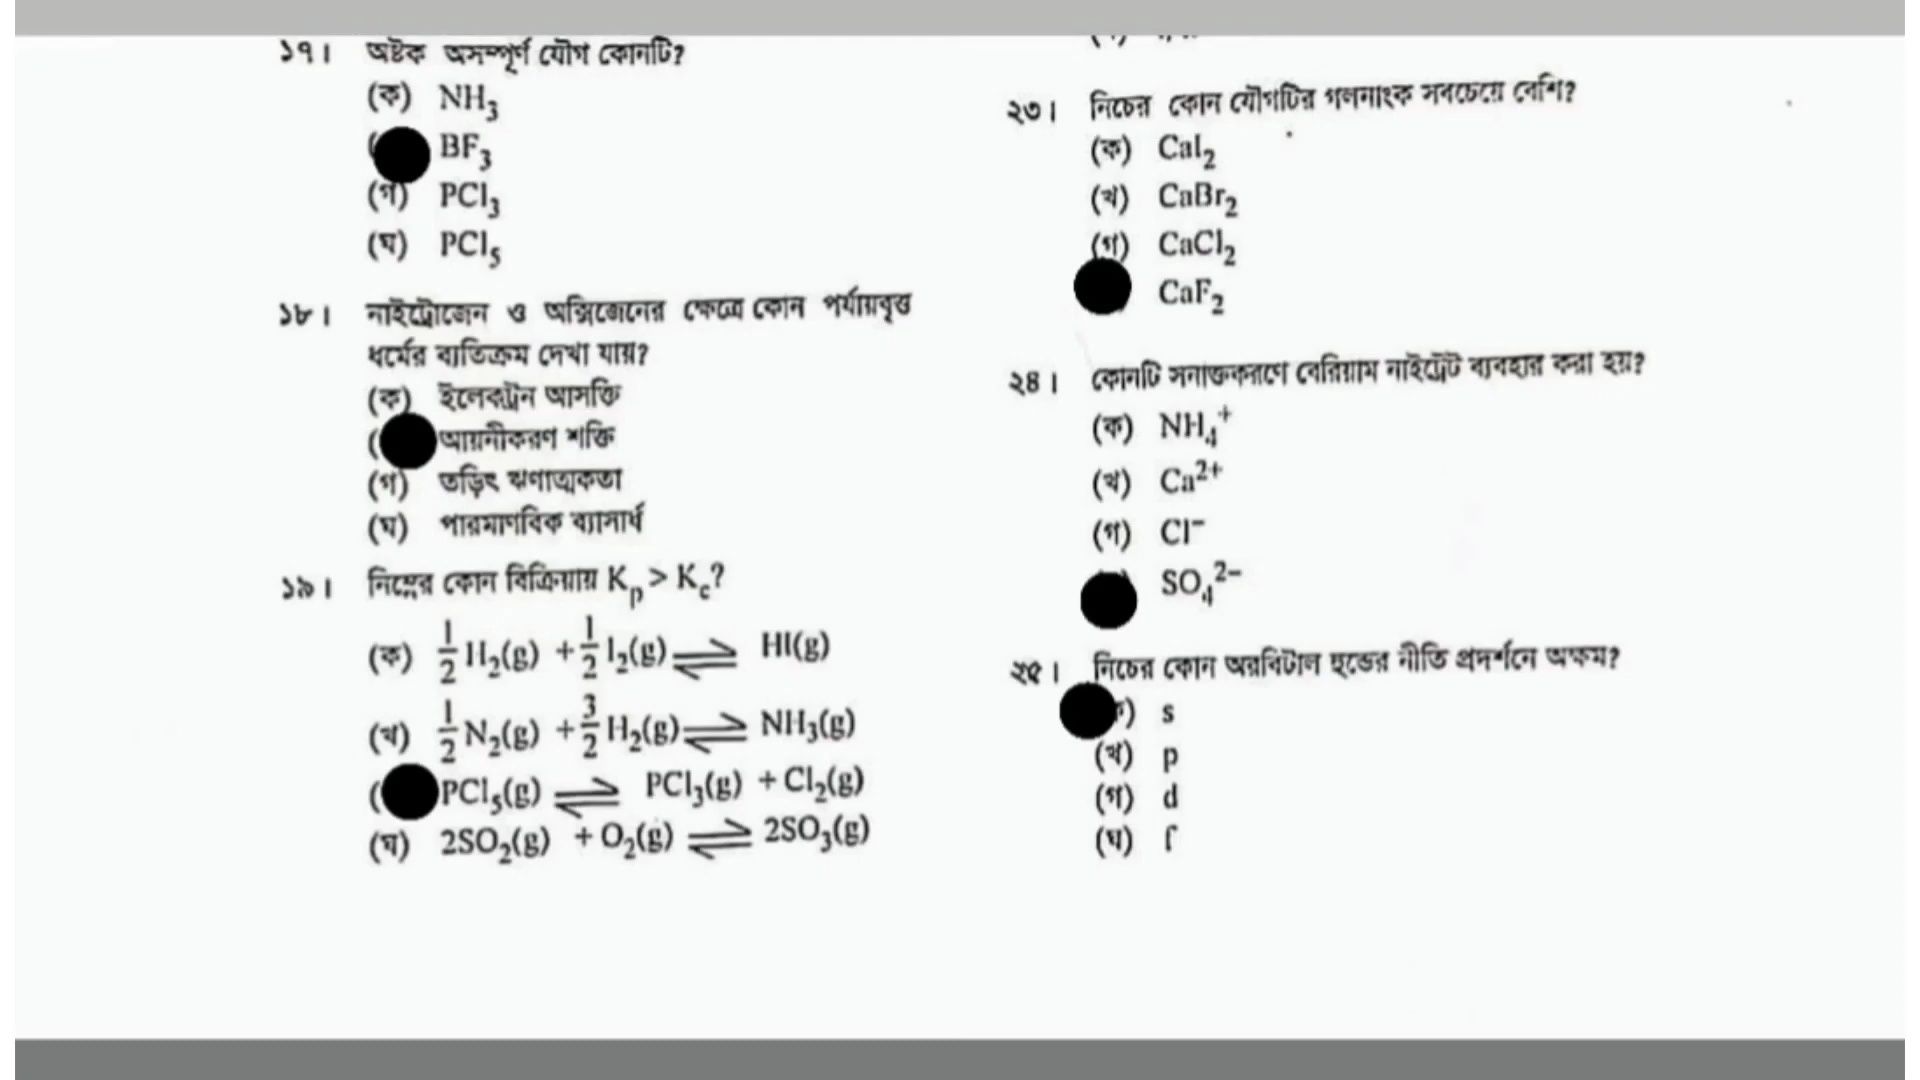 ১৭। অষ্টক অসম্পূর্ণ যৌগ কোনটি?
(ক) NH₃
( BF₃
(গ) PCl₃
(ঘ) PCl₅
১৮। নাইট্রোজেন ও অক্সিজেনের ক্ষেত্রে কোন পর্যায়বৃত্ত
ধর্মের ব্যতিক্রম দেখা যায়?
(ক) ইলেকট্রন আসক্তি
( আয়নীকরণ শক্তি
(গ) তড়িৎ ঋণাত্মকতা
(ঘ) পারমাণবিক ব্যাসার্ধ
১৯। নিম্নের কোন বিক্রিয়ায় Kₚ > K꜀?
(ক) 1/2 H₂(g) + 1/2 I₂(g) ⇌ HI(g)
(খ) 1/2 N₂(g) + 3/2 H₂(g) ⇌ NH₃(g)
( PCl₅(g) ⇌ PCl₃(g) + Cl₂(g)
(ঘ) 2SO₂(g) + O₂(g) ⇌ 2SO₃(g)
২৩। নিচের কোন যৌগটির গলনাংক সবচেয়ে বেশি?
(ক) CaI₂
(খ) CaBr₂
(গ) CaCl₂
CaF₂
২৪। কোনটি সনাক্তকরণে বেরিয়াম নাইট্রেট ব্যবহার করা হয়?
(ক) NH₄⁺
(খ) Ca²⁺
(গ) Cl⁻
SO₄²⁻
২৫। নিচের কোন অরবিটাল হুন্ডের নীতি প্রদর্শনে অক্ষম?
) s
(খ) p
(গ) d
(ঘ) f